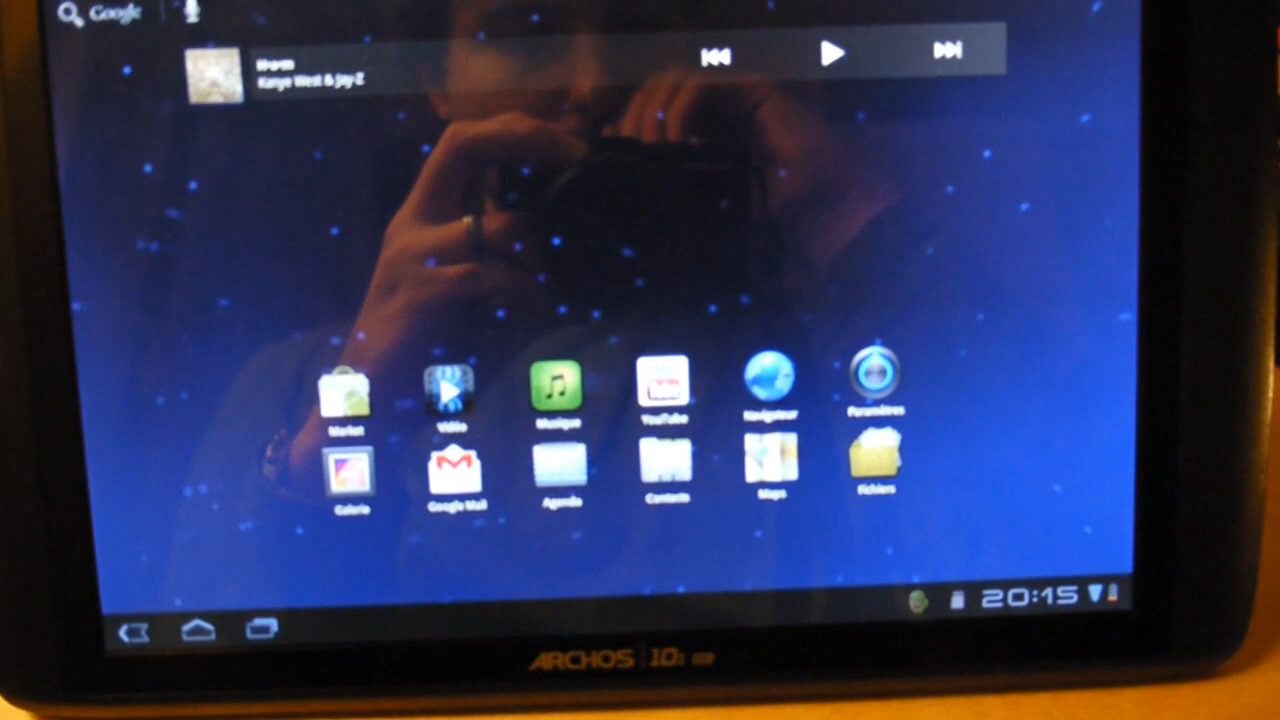 Google
Kanye West & Jay-Z
Market
Vidéo
Musique
YouTube
Navigateur
Paramètres
Galerie
Google Mail
Agenda
Contacts
Maps
Fichiers
20:15
ARCHOS 101